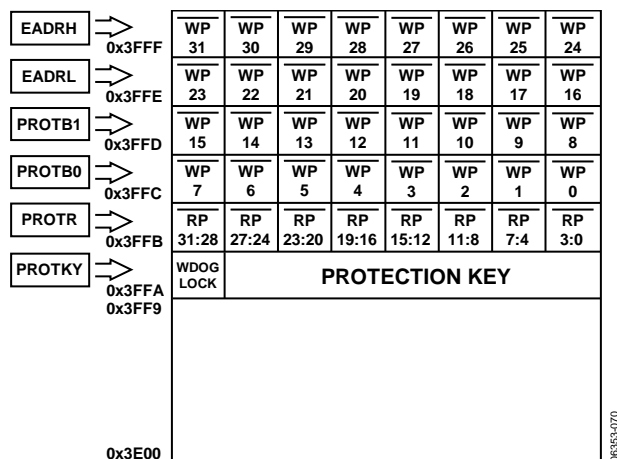 EADRH
0x3FFF
WP 31 WP 30 WP 29 WP 28 WP 27 WP 26 WP 25 WP 24
EADRL
0x3FFE
WP 23 WP 22 WP 21 WP 20 WP 19 WP 18 WP 17 WP 16
PROTB1
0x3FFD
WP 15 WP 14 WP 13 WP 12 WP 11 WP 10 WP 9 WP 8
PROTB0
0x3FFC
WP 7 WP 6 WP 5 WP 4 WP 3 WP 2 WP 1 WP 0
PROTR
0x3FFB
RP 31:28 RP 27:24 RP 23:20 RP 19:16 RP 15:12 RP 11:8 RP 7:4 RP 3:0
PROTKY
0x3FFA
WDOG LOCK
PROTECTION KEY
0x3FF9
0x3E00
06353-070